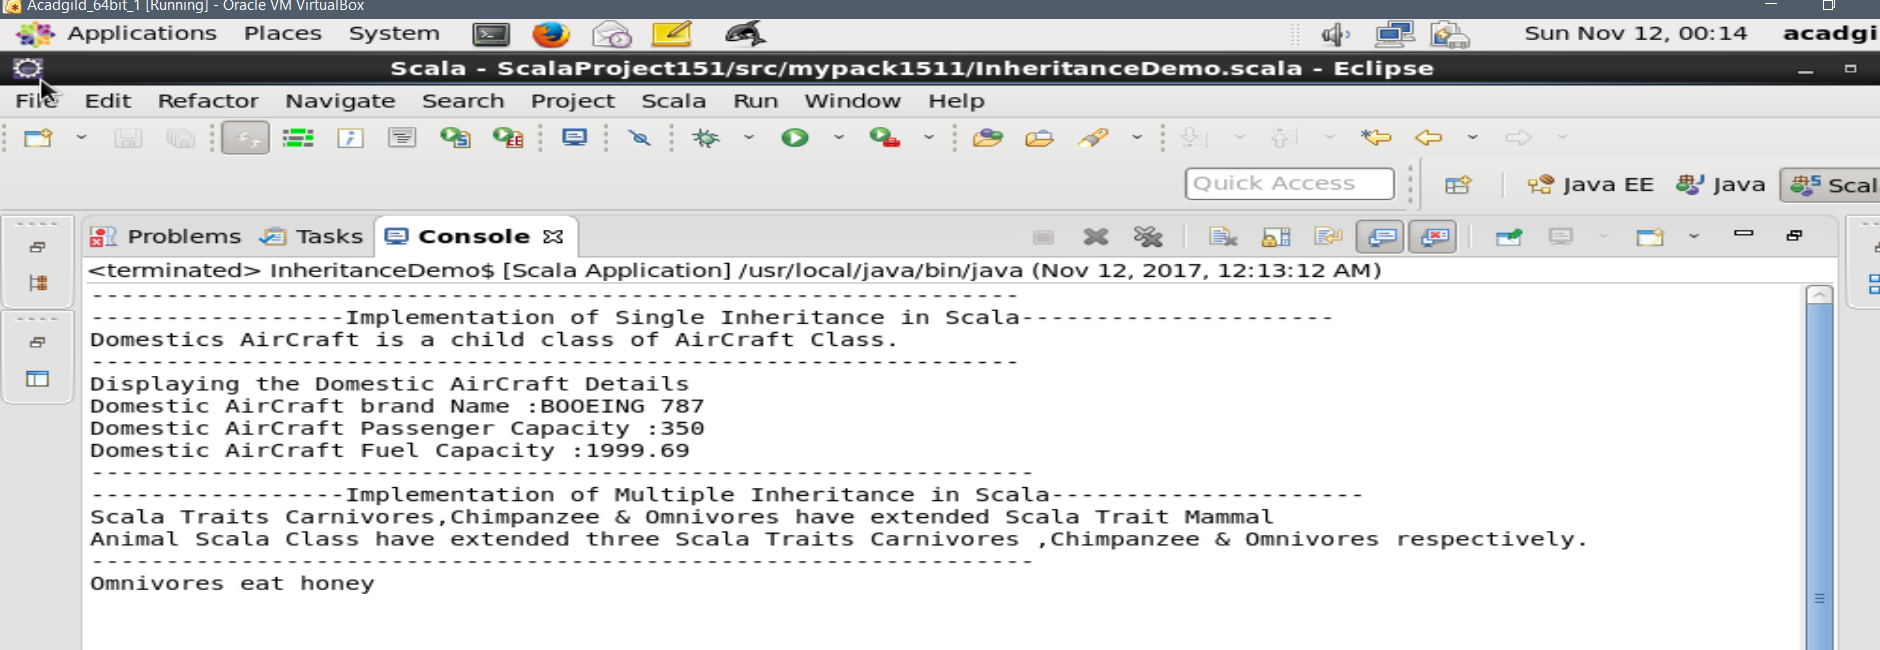 Acadgild_64bit_1 [Running] - Oracle VM VirtualBox
Applications Places System Sun Nov 12, 00:14 acadgi
Scala - ScalaProject151/src/mypack1511/InheritanceDemo.scala - Eclipse
File Edit Refactor Navigate Search Project Scala Run Window Help
Quick Access Java EE Java Scal
Problems Tasks Console
<terminated> InheritanceDemo$ [Scala Application] /usr/local/java/bin/java (Nov 12, 2017, 12:13:12 AM)
--------------------------------------------------------------
-----------------Implementation of Single Inheritance in Scala---------------------
Domestics AirCraft is a child class of AirCraft Class.
--------------------------------------------------------------
Displaying the Domestic AirCraft Details
Domestic AirCraft brand Name :BOOEING 787
Domestic AirCraft Passenger Capacity :350
Domestic AirCraft Fuel Capacity :1999.69
---------------------------------------------------------------
-----------------Implementation of Multiple Inheritance in Scala---------------------
Scala Traits Carnivores,Chimpanzee & Omnivores have extended Scala Trait Mammal
Animal Scala Class have extended three Scala Traits Carnivores ,Chimpanzee & Omnivores respectively.
---------------------------------------------------------------
Omnivores eat honey